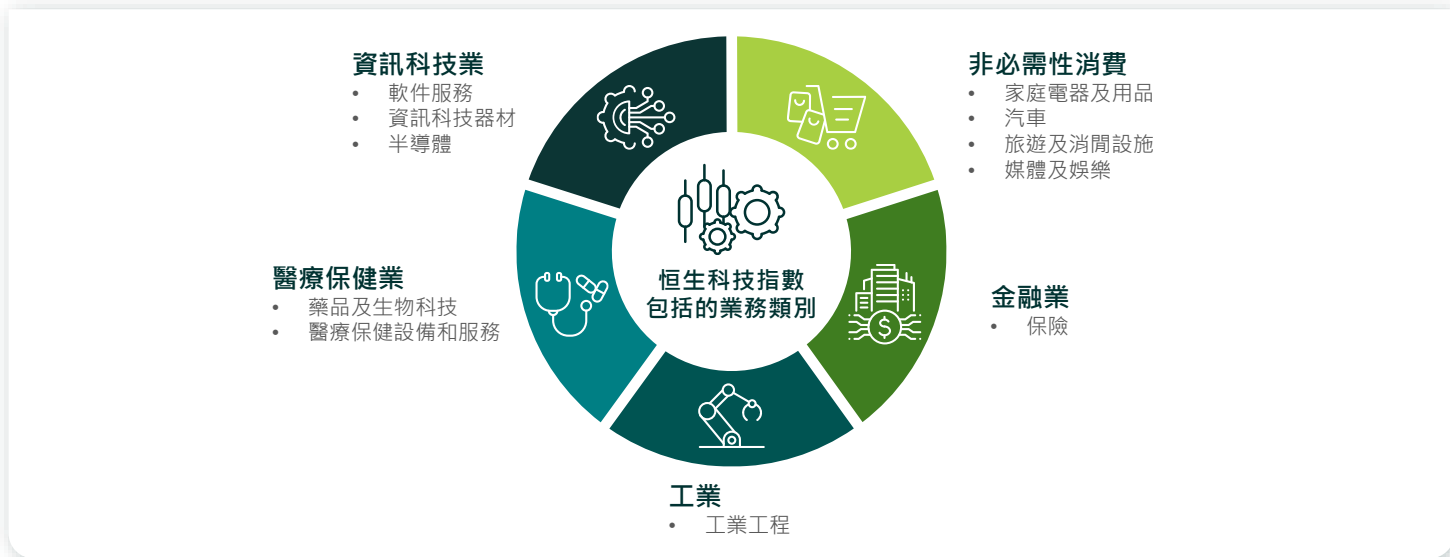 資訊科技業
• 軟件服務
• 資訊科技器材
• 半導體
非必需性消費
• 家庭電器及用品
• 汽車
• 旅遊及消閒設施
• 媒體及娛樂
恒生科技指數
包括的業務類別
醫療保健業
• 藥品及生物科技
• 醫療保健設備和服務
金融業
• 保險
$
工業
• 工業工程